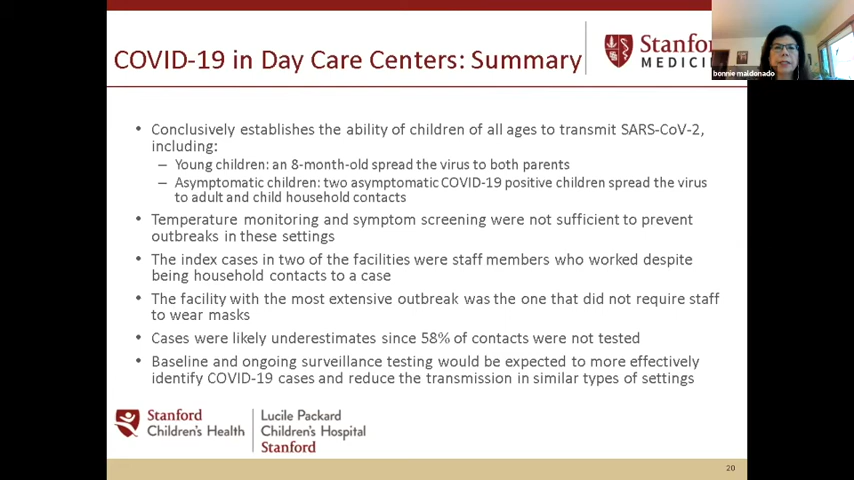 COVID-19 in Day Care Centers: Summary
Stanfor
MEDICI
bonnie maldonado
• Conclusively establishes the ability of children of all ages to transmit SARS-CoV-2,
including:
– Young children: an 8-month-old spread the virus to both parents
– Asymptomatic children: two asymptomatic COVID-19 positive children spread the virus
to adult and child household contacts
• Temperature monitoring and symptom screening were not sufficient to prevent
outbreaks in these settings
• The index cases in two of the facilities were staff members who worked despite
being household contacts to a case
• The facility with the most extensive outbreak was the one that did not require staff
to wear masks
• Cases were likely underestimates since 58% of contacts were not tested
• Baseline and ongoing surveillance testing would be expected to more effectively
identify COVID-19 cases and reduce the transmission in similar types of settings
Stanford
Children's Health
Lucile Packard
Children's Hospital
Stanford
20